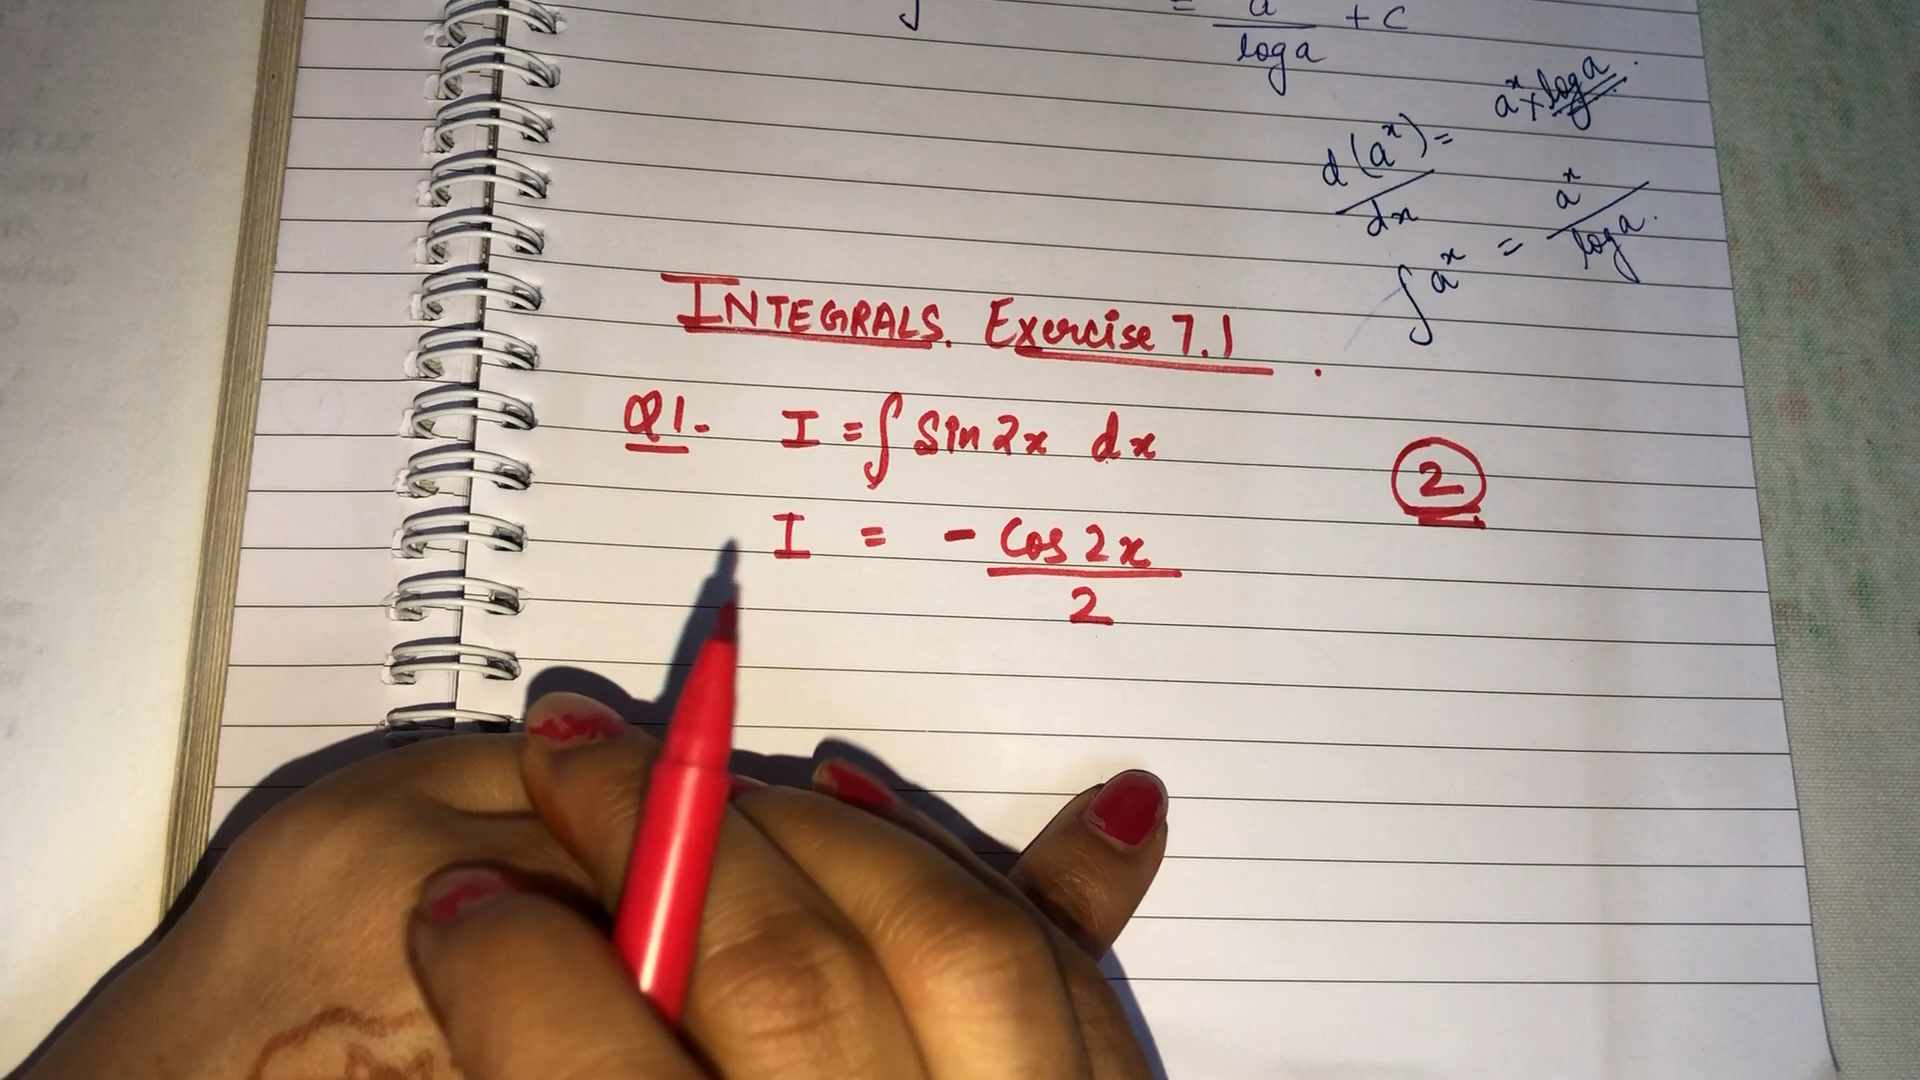 ∫ = a / log a + C
a^x × log a.
d(a^x)/dx =
∫ a^x = a^x / log a.
INTEGRALS. Exercise 7.1.
Q1. I = ∫ Sin 2x dx
2
I = - Cos 2x / 2